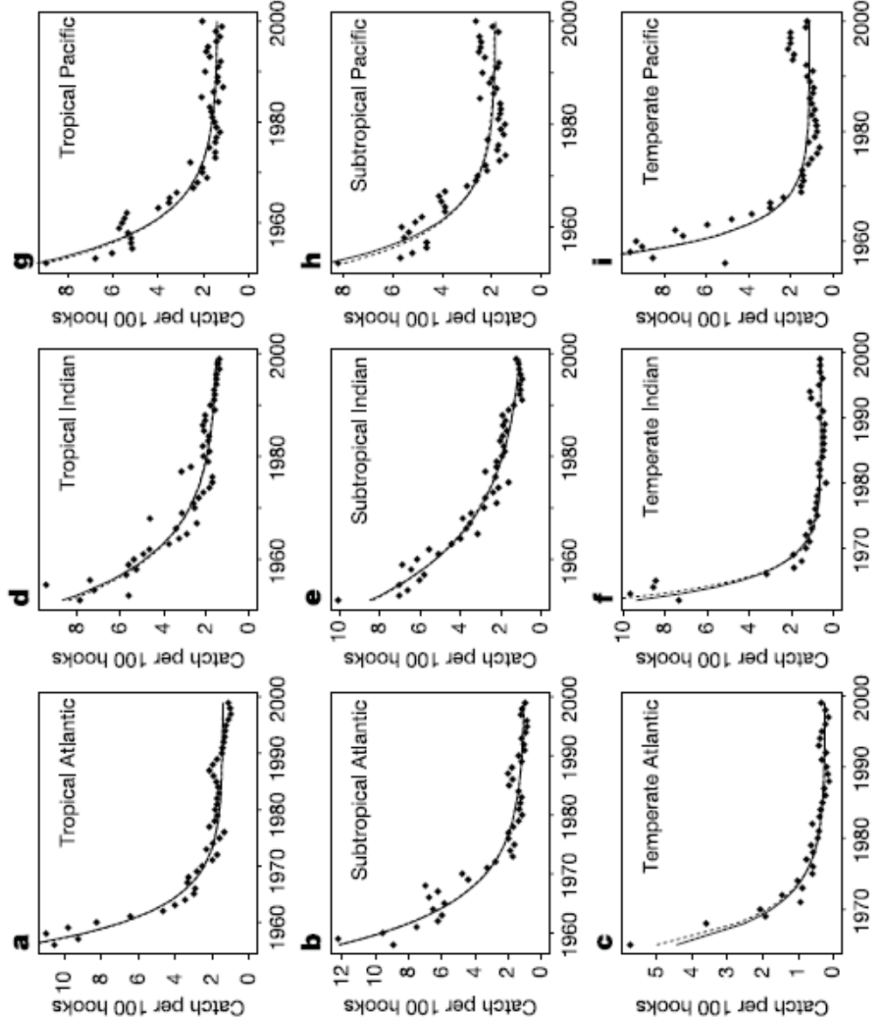 a
Tropical Atlantic
Catch per 100 hooks
10
8
6
4
2
0
1960 1970 1980 1990 2000
d
Tropical Indian
Catch per 100 hooks
8
6
4
2
0
1960 1980 2000
g
Tropical Pacific
Catch per 100 hooks
8
6
4
2
0
1960 1980 2000
b
Subtropical Atlantic
Catch per 100 hooks
12
10
8
6
4
2
0
1960 1970 1980 1990 2000
e
Subtropical Indian
Catch per 100 hooks
10
8
6
4
2
0
1960 1980 2000
h
Subtropical Pacific
Catch per 100 hooks
8
6
4
2
0
1960 1980 2000
c
Temperate Atlantic
Catch per 100 hooks
5
4
3
2
1
0
1970 1980 1990 2000
f
Temperate Indian
Catch per 100 hooks
10
8
6
4
2
0
1970 1980 1990 2000
i
Temperate Pacific
Catch per 100 hooks
8
6
4
2
0
1960 1980 2000